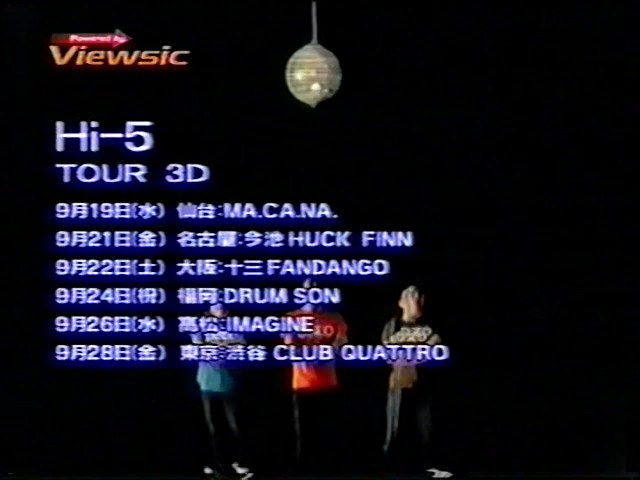 Powered by
Viewsic
Hi-5
TOUR 3D
9月19日(水) 仙台:MA.CA.NA.
9月21日(金) 名古屋:今池 HUCK FINN
9月22日(土) 大阪:十三 FANDANGO
9月24日(祝) 福岡:DRUM SON
9月26日(水) 高松:IMAGINE
9月28日(金) 東京:渋谷 CLUB QUATTRO